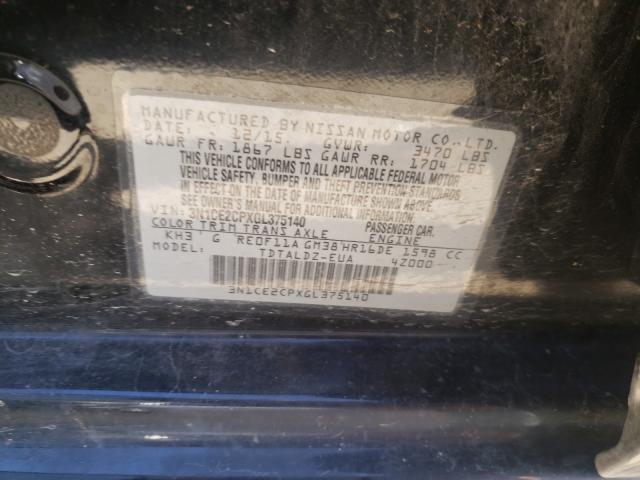 MANUFACTURED BY NISSAN MOTOR CO., LTD.
DATE: 12/15 GVWR: 3470 LBS
GAWR FR: 1867 LBS GAWR RR: 1704 LBS
THIS VEHICLE CONFORMS TO ALL APPLICABLE FEDERAL MOTOR
VEHICLE SAFETY, BUMPER AND THEFT PREVENTION STANDARDS
IN EFFECT ON THE DATE OF MANUFACTURE SHOWN ABOVE.
SEE OWNER'S MANUAL AND OR
VIN: 3N1CE2CPXGL375140 PASSENGER CAR.
COLOR TRIM TRANS AXLE ENGINE
KH3 G RE0F11A GM38 HR16DE 1598 CC
MODEL: TDTALDZ-EUA 42000
3N1CE2CPXGL375140